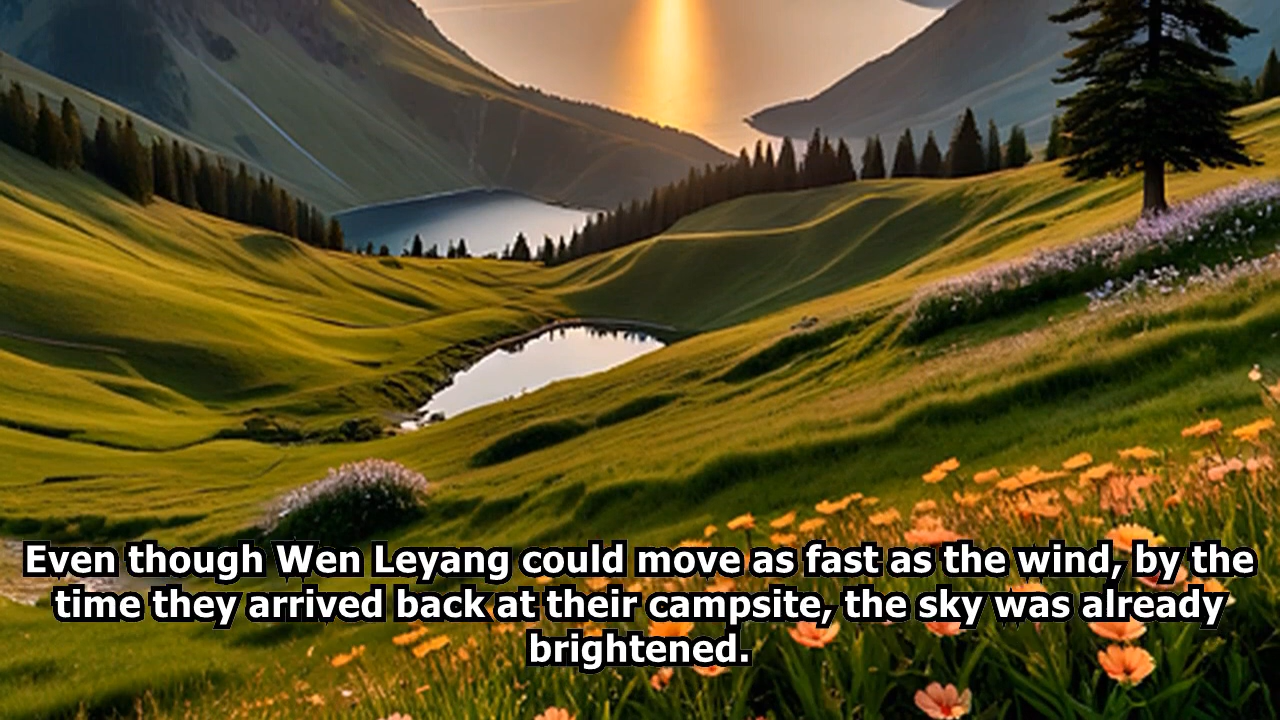 Even though Wen Leyang could move as fast as the wind, by the
time they arrived back at their campsite, the sky was already
brightened.